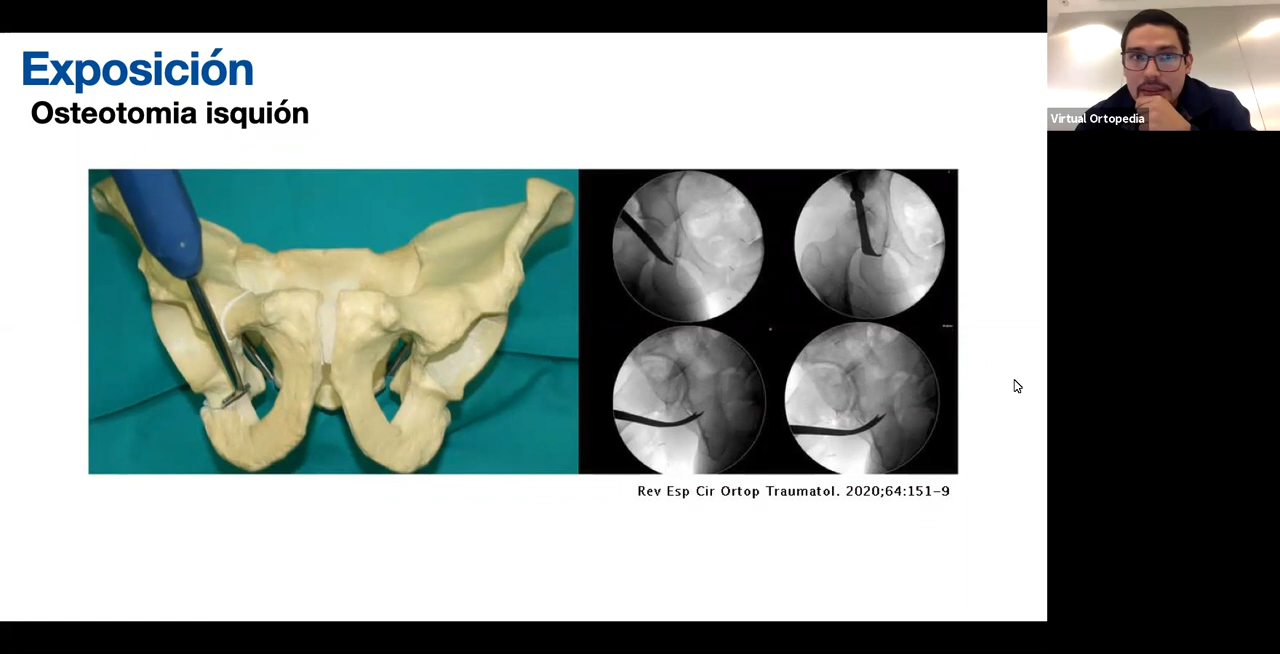 Exposición
Osteotomia isquión
Rev Esp Cir Ortop Traumatol. 2020;64:151–9
Virtual Ortopedia